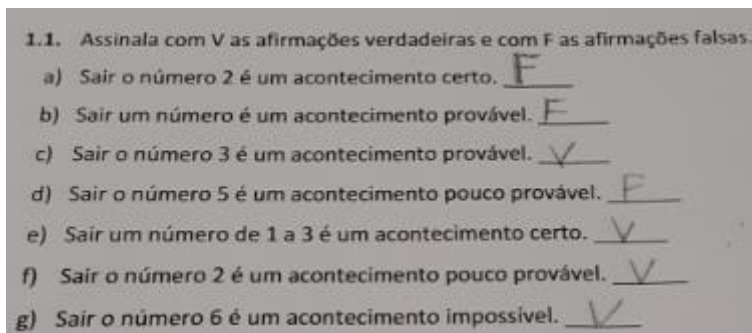 1.1. Assinala com V as afirmações verdadeiras e com F as afirmações falsas.
a) Sair o número 2 é um acontecimento certo. F
b) Sair um número é um acontecimento provável. F
c) Sair o número 3 é um acontecimento provável. V
d) Sair o número 5 é um acontecimento pouco provável. F
e) Sair um número de 1 a 3 é um acontecimento certo. V
f) Sair o número 2 é um acontecimento pouco provável. V
g) Sair o número 6 é um acontecimento impossível. V